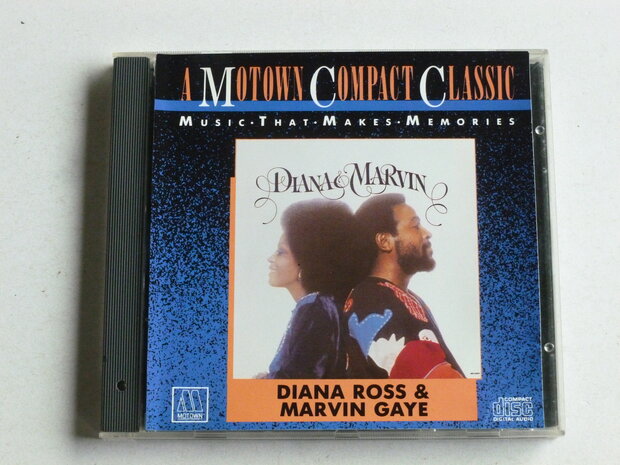 A MOTOWN COMPACT CLASSIC
MUSIC·THAT·MAKES·MEMORIES
DIANA & MARVIN
DIANA ROSS &
MARVIN GAYE
M
MOTOWN
COMPACT
disc
DIGITAL AUDIO